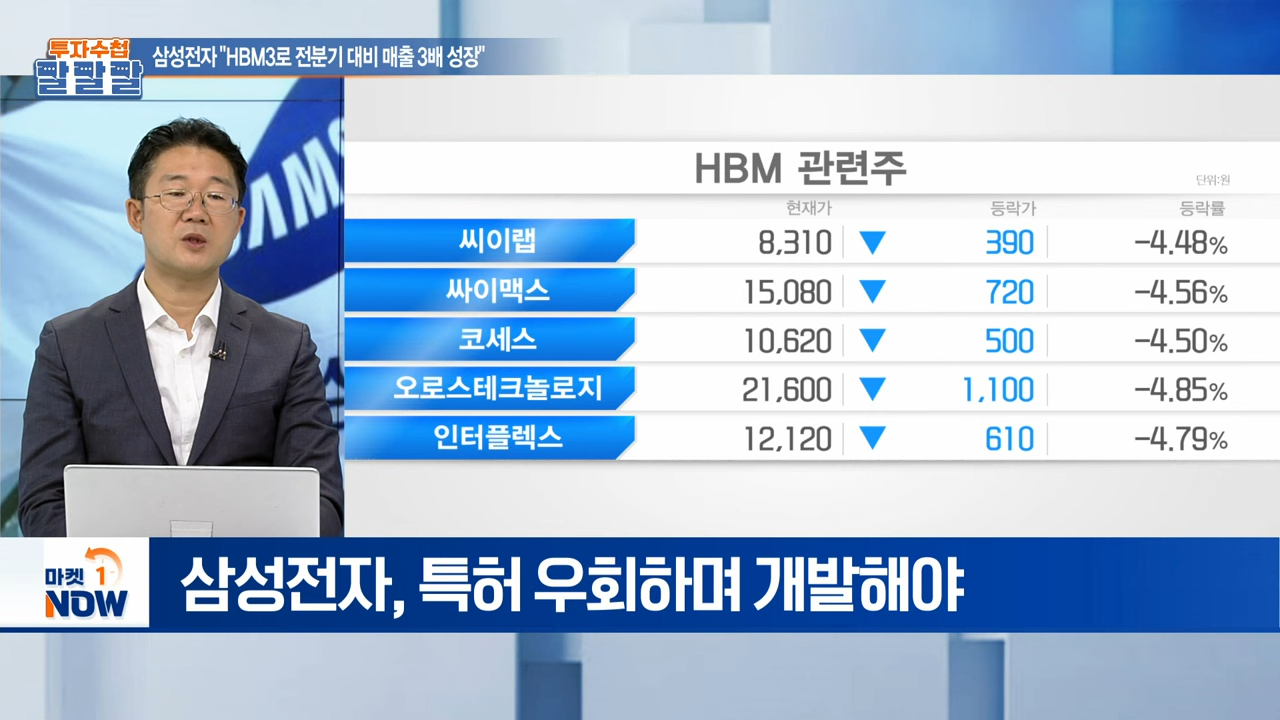 투자수첩
팔팔팔
삼성전자 "HBM3로 전분기 대비 매출 3배 성장"
SAMS
HBM 관련주
단위:원
현재가 등락가 등락률
씨이랩 8,310 ▼ 390 -4.48%
싸이맥스 15,080 ▼ 720 -4.56%
코세스 10,620 ▼ 500 -4.50%
오로스테크놀로지 21,600 ▼ 1,100 -4.85%
인터플렉스 12,120 ▼ 610 -4.79%
마켓 1
NOW
삼성전자, 특허 우회하며 개발해야